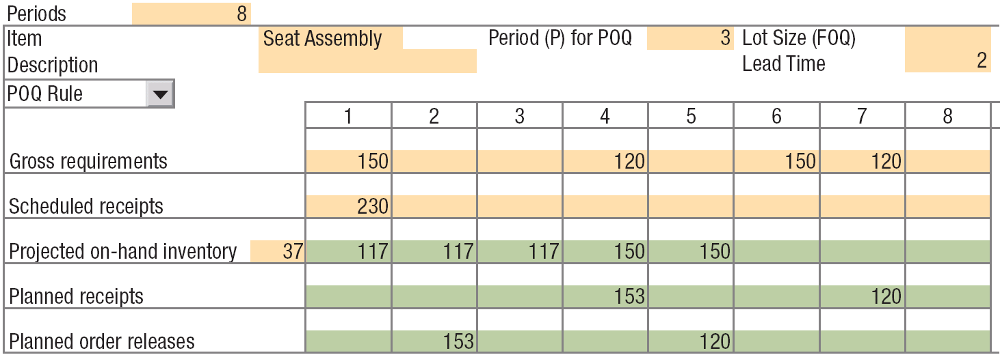 Periods 8
Item Seat Assembly Period (P) for POQ 3 Lot Size (FOQ)
Description Lead Time 2
POQ Rule
1 2 3 4 5 6 7 8
Gross requirements 150 120 150 120
Scheduled receipts 230
Projected on-hand inventory 37 117 117 117 150 150
Planned receipts 153 120
Planned order releases 153 120